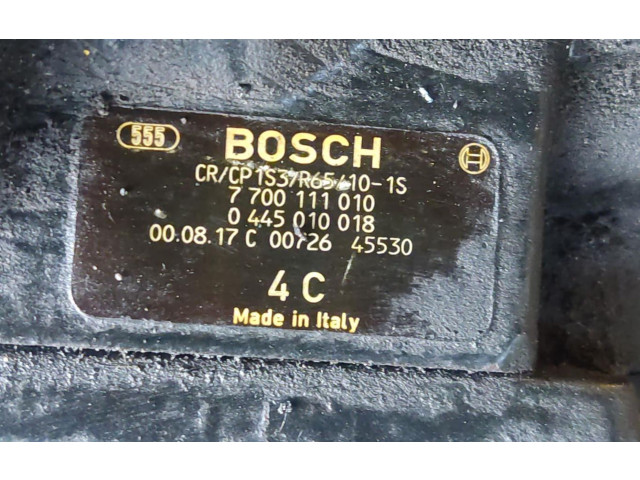 555 BOSCH
CR/CP1S3/R65/10-1S
7 700 111 010
0 445 010 018
00.08.17 C 00726 45530
4 C
Made in Italy